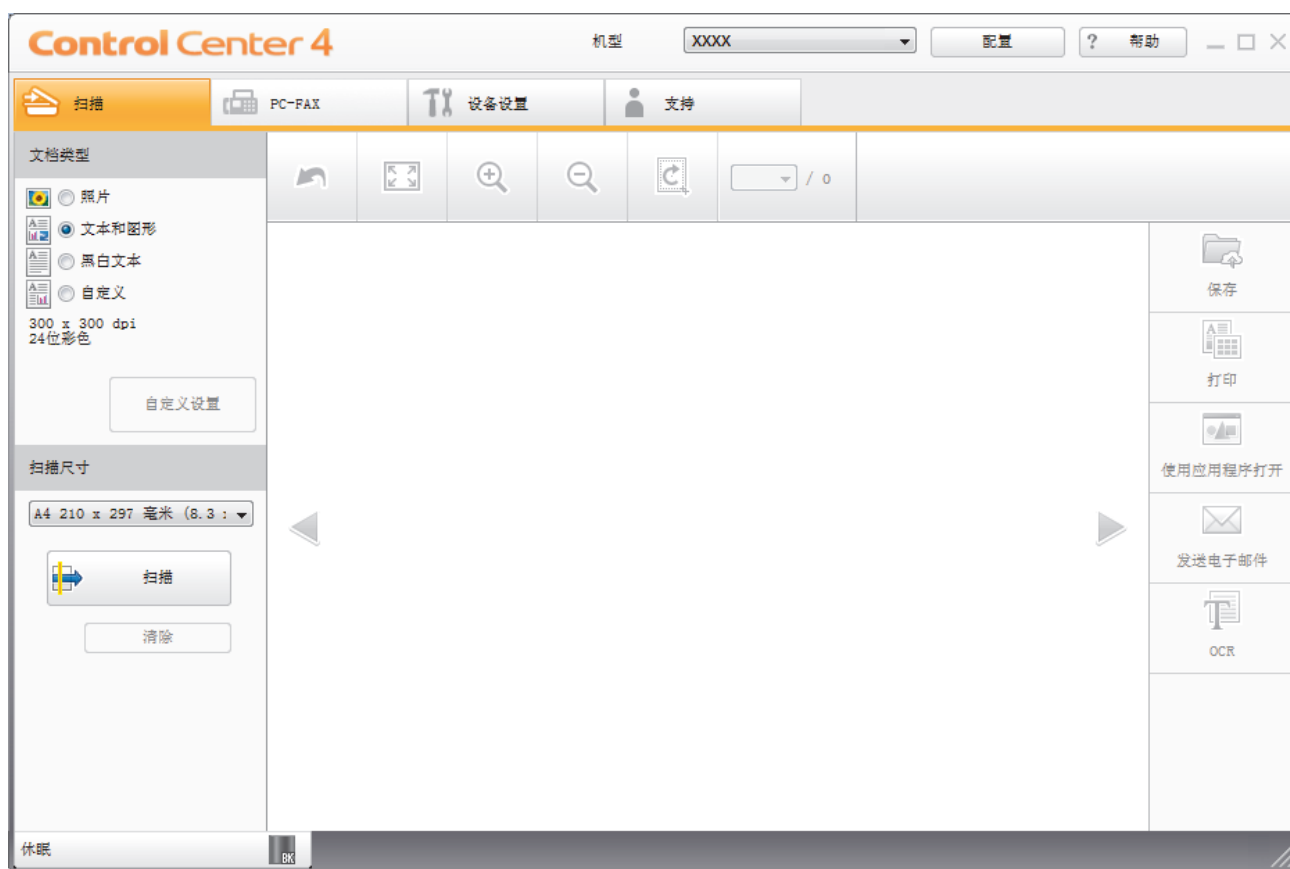 Control Center 4
机型
XXXX
配置
? 帮助
扫描
PC-FAX
设备设置
支持
文档类型
照片
文本和图形
黑白文本
自定义
300 x 300 dpi
24位彩色
自定义设置
扫描尺寸
A4 210 x 297 毫米 (8.3 :
扫描
清除
/ 0
保存
打印
使用应用程序打开
发送电子邮件
OCR
休眠
BK